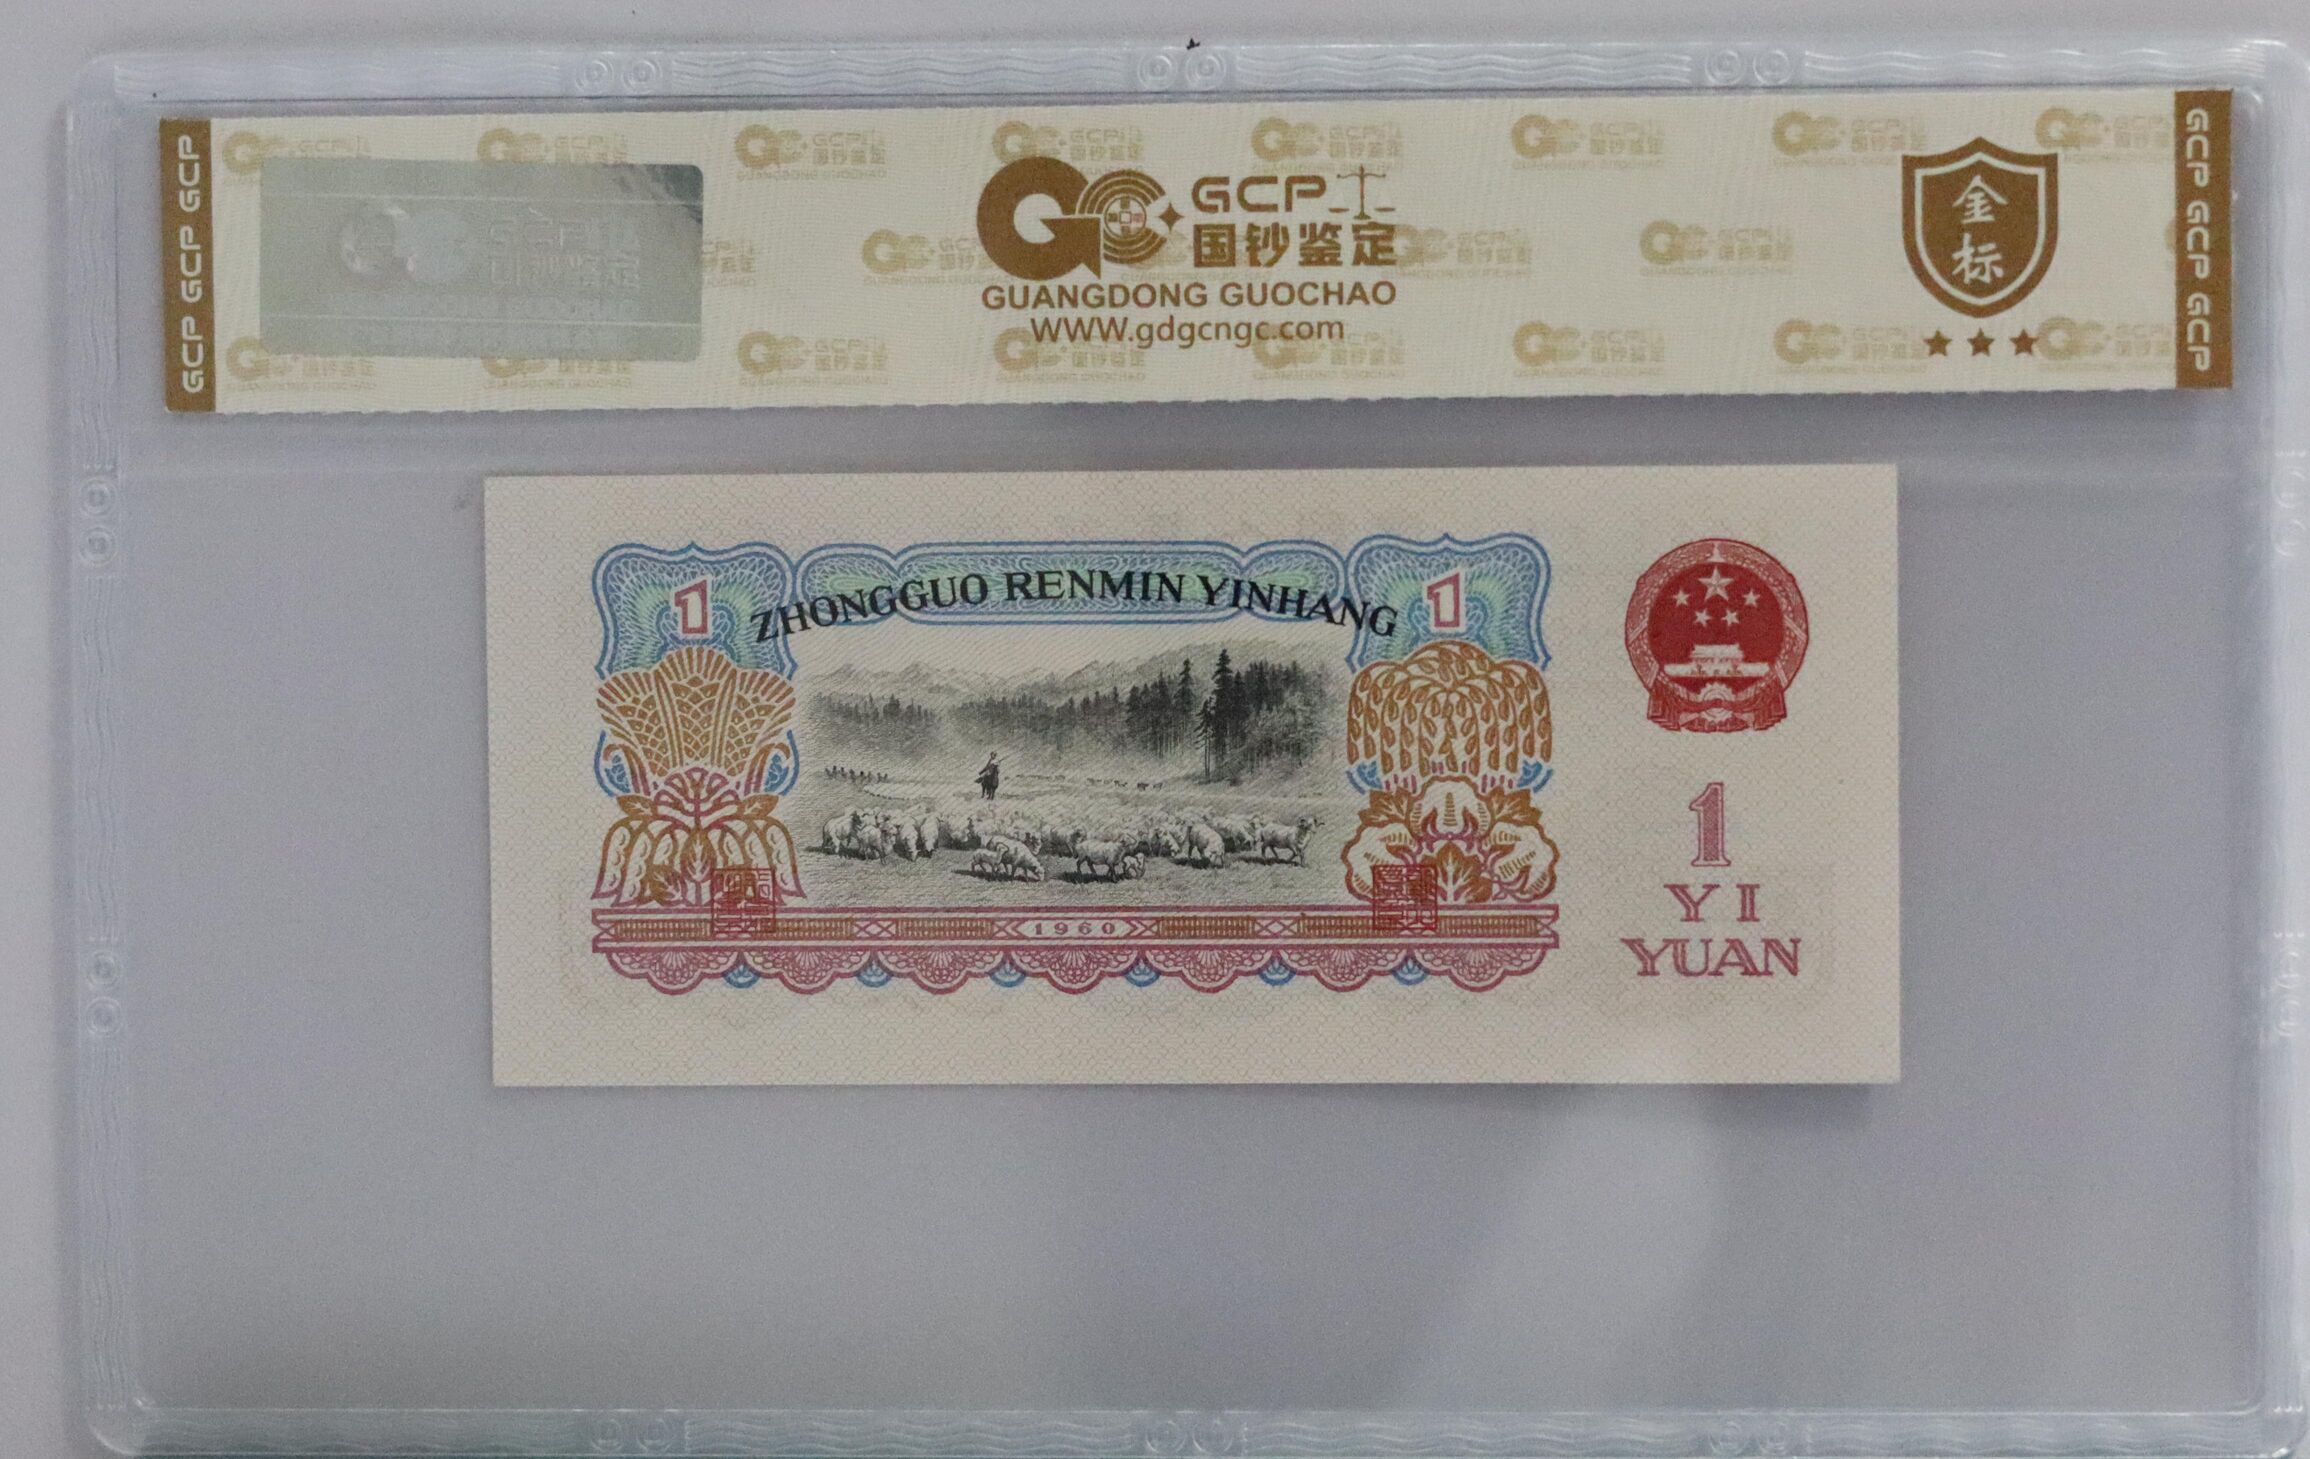 GCP GCP GCP
GCP
国钞鉴定
GUANGDONG GUOCHAO
WWW.gdgcngc.com
金
标
GCP GCP GCP
ZHONGGUO RENMIN YINHANG
1
1
1960
1
YI
YUAN